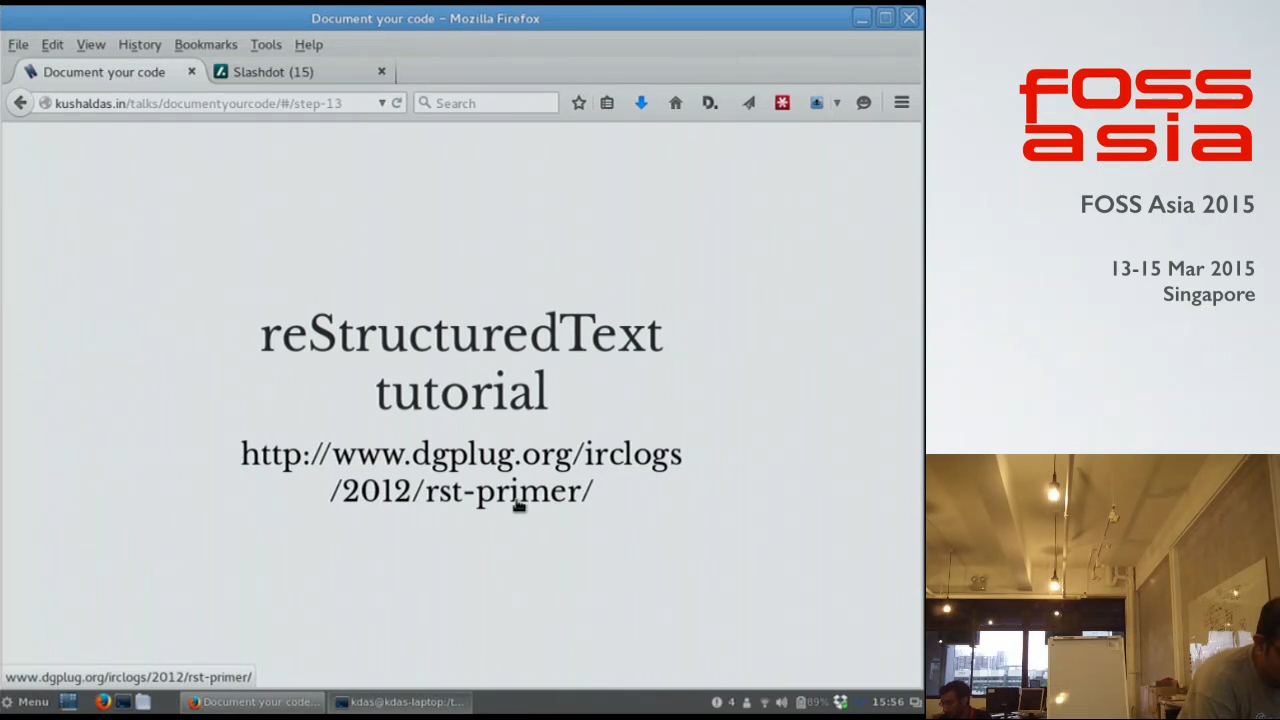 Document your code - Mozilla Firefox
File Edit View History Bookmarks Tools Help
Document your code
Slashdot (15)
kushaldas.in/talks/documentyourcode/#/step-13
Search
D.
reStructuredText
tutorial
http://www.dgplug.org/irclogs
/2012/rst-primer/
www.dgplug.org/irclogs/2012/rst-primer/
Menu
Document your code...
kdas@kdas-laptop:/t...
4
89%
15:56
FOSS
asia
FOSS Asia 2015
13-15 Mar 2015
Singapore